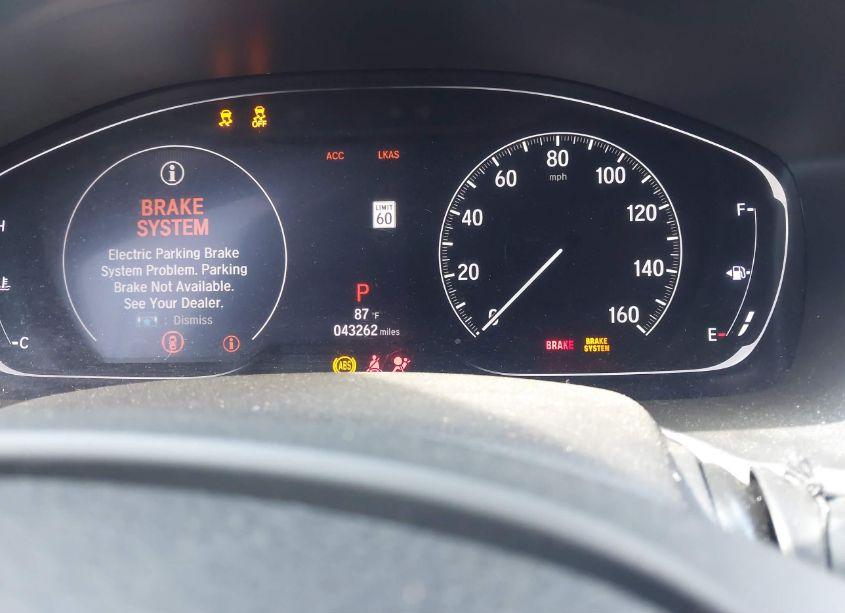 OFF
ACC LKAS
BRAKE
SYSTEM
Electric Parking Brake
System Problem. Parking
Brake Not Available.
See Your Dealer.
: Dismiss
H
C
LIMIT
60
P
87 °F
043262 miles
ABS
0
20
40
60
80
100
120
140
160
mph
BRAKE
BRAKE
SYSTEM
F
E